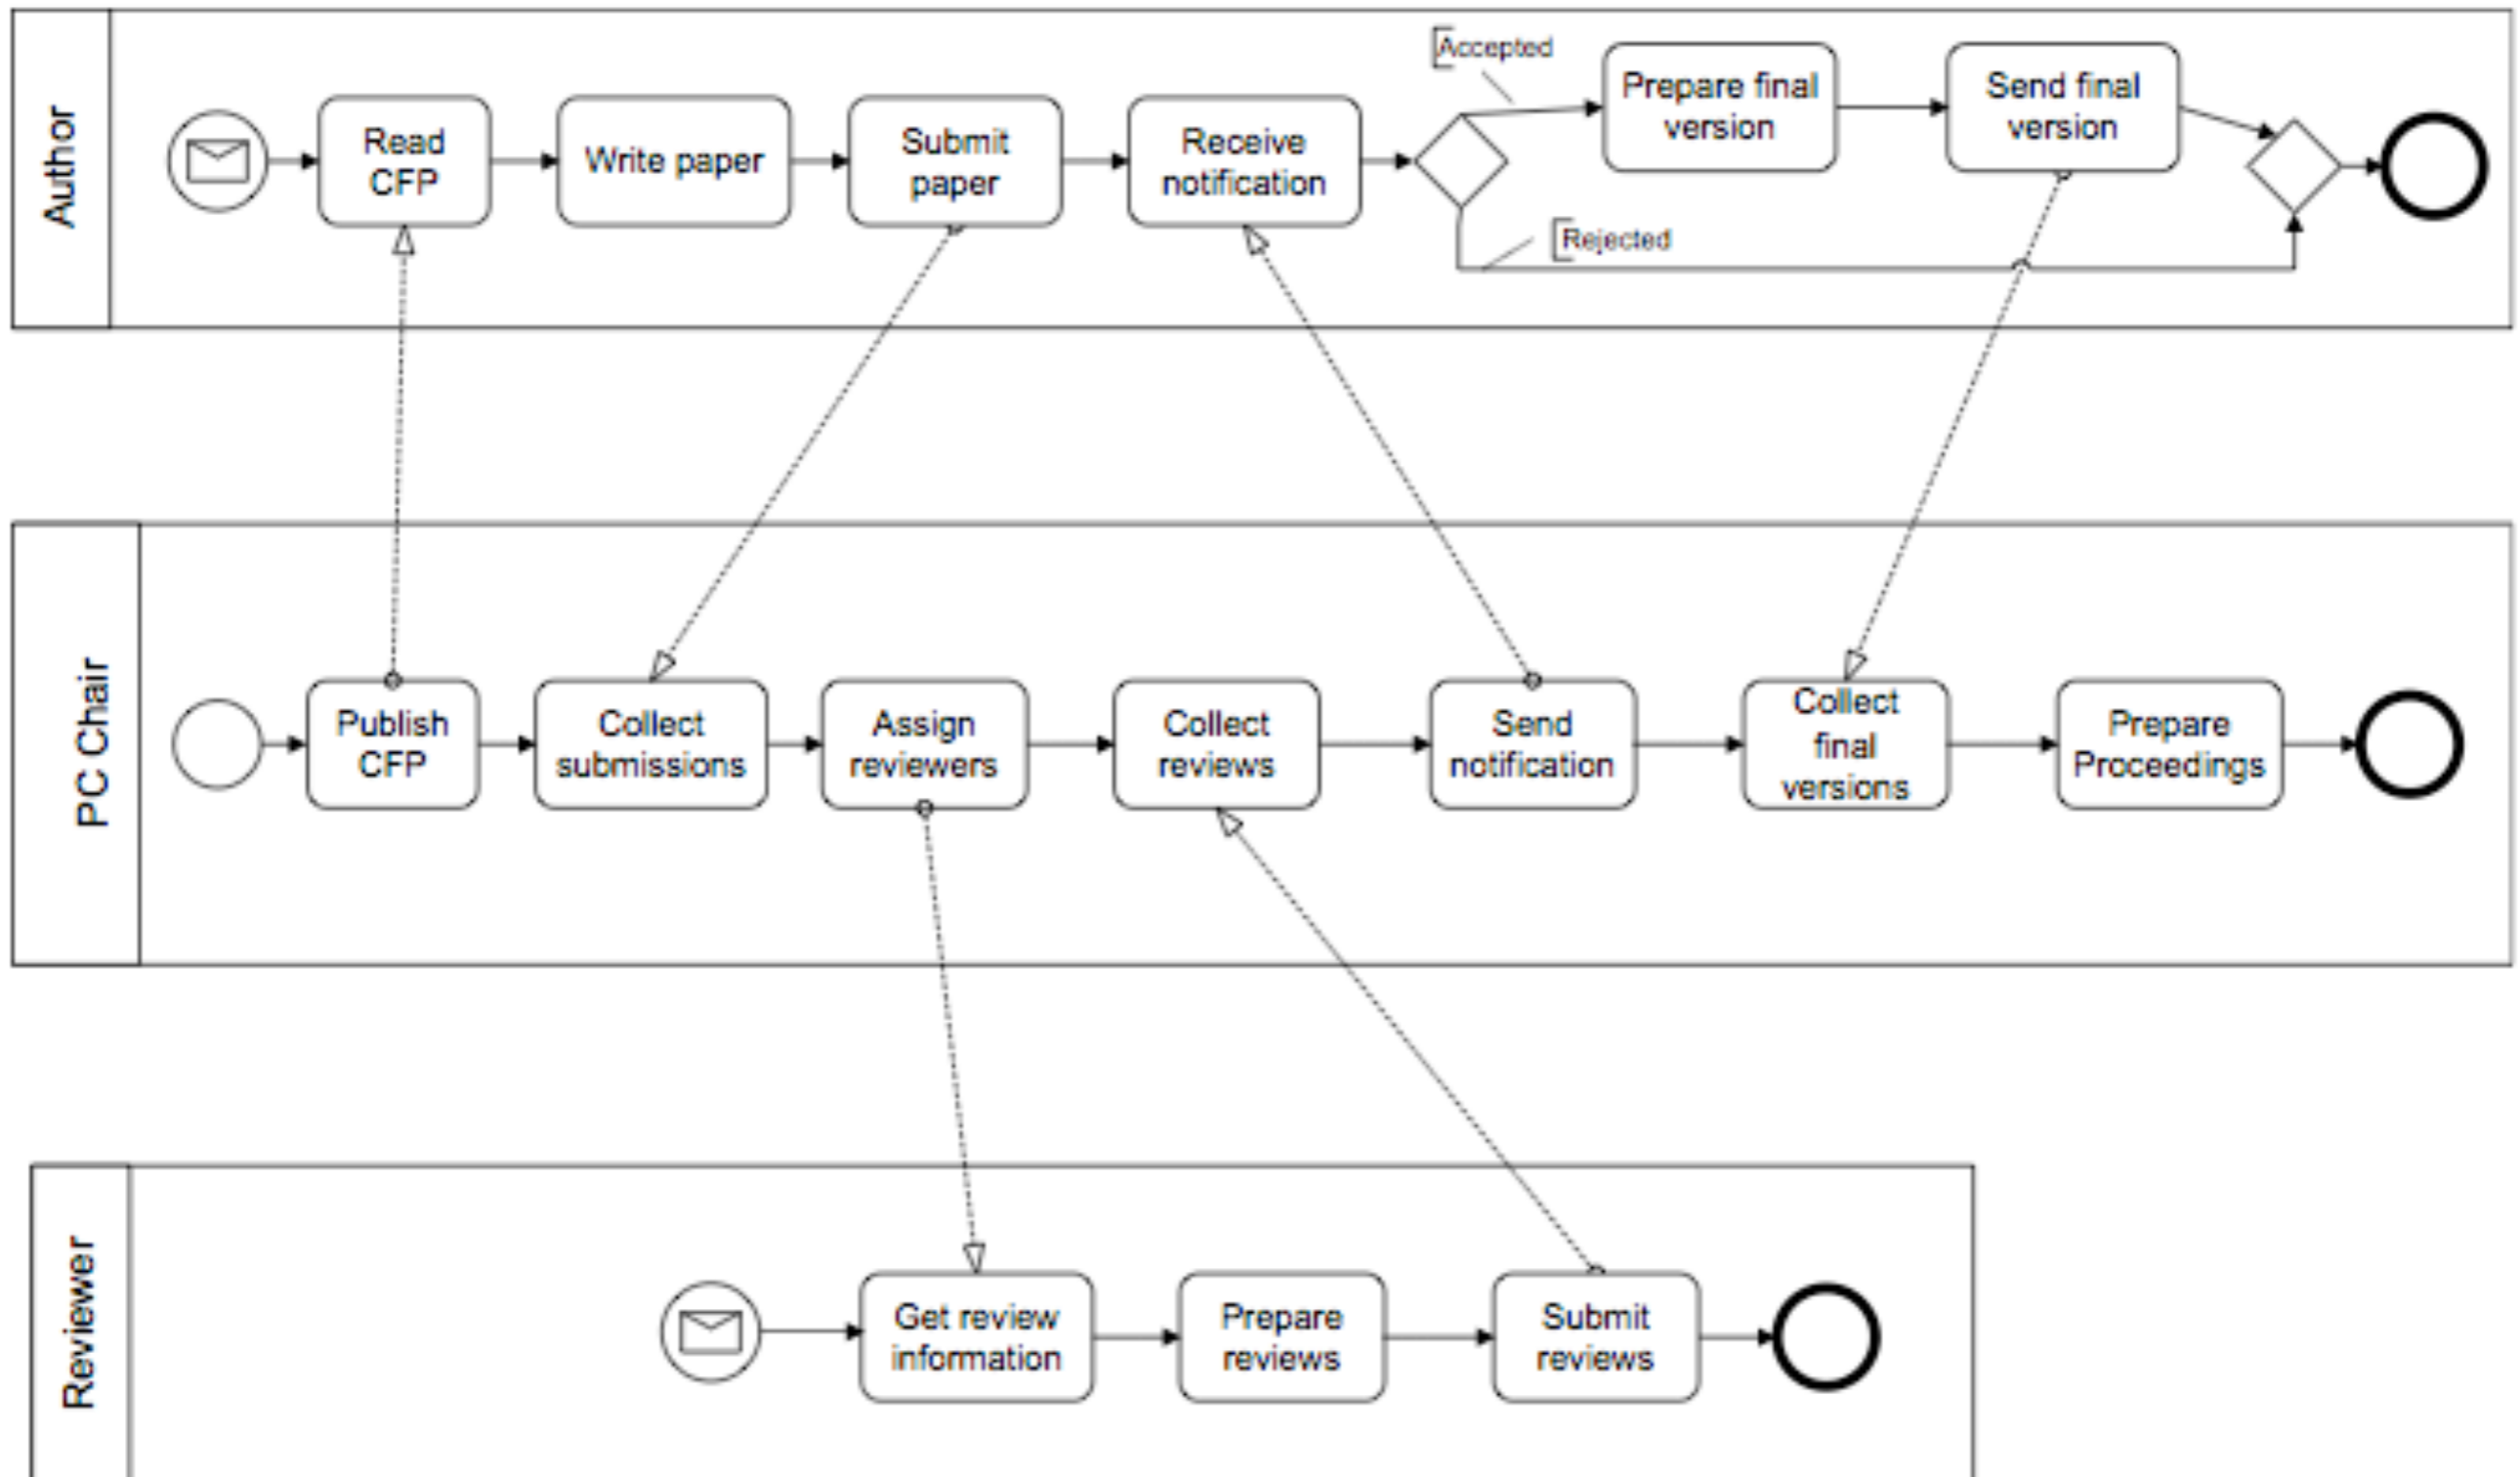 Author
Read
CFP
Write paper
Submit
paper
Receive
notification
Accepted
Rejected
Prepare final
version
Send final
version
PC Chair
Publish
CFP
Collect
submissions
Assign
reviewers
Collect
reviews
Send
notification
Collect
final
versions
Prepare
Proceedings
Reviewer
Get review
information
Prepare
reviews
Submit
reviews